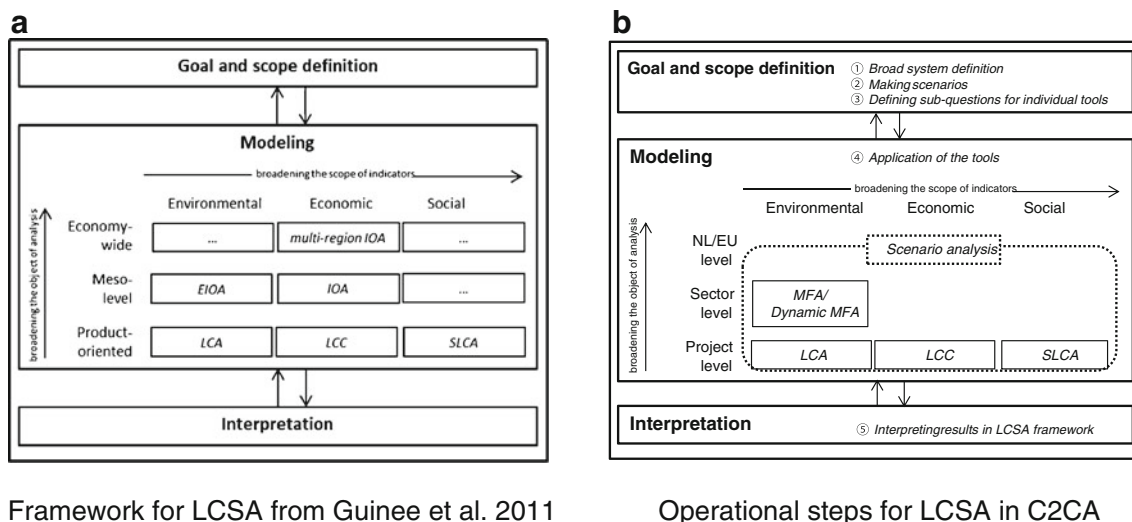 a
Goal and scope definition
Modeling
broadening the scope of indicators
broadening the object of analysis
Environmental Economic Social
Economy-
wide
... multi-region IOA ...
Meso-
level
EIOA IOA ...
Product-
oriented
LCA LCC SLCA
Interpretation
Framework for LCSA from Guinee et al. 2011
b
Goal and scope definition
① Broad system definition
② Making scenarios
③ Defining sub-questions for individual tools
Modeling
④ Application of the tools
broadening the scope of indicators
broadening the object of analysis
Environmental Economic Social
NL/EU
level
Scenario analysis
Sector
level
MFA/
Dynamic MFA
Project
level
LCA LCC SLCA
Interpretation
⑤ Interpretingresults in LCSA framework
Operational steps for LCSA in C2CA